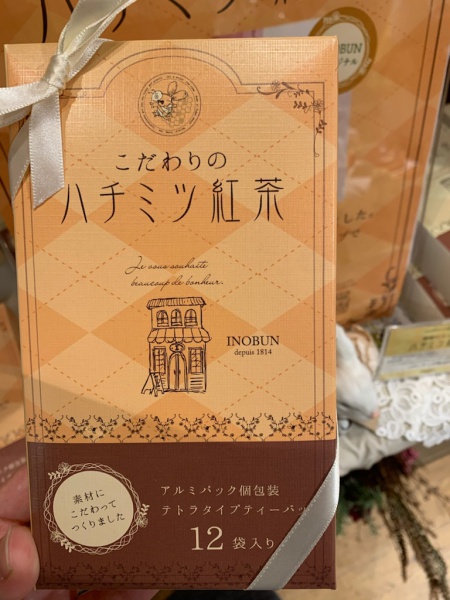 INOBUN
こだわりの
ハチミツ紅茶
Je vous souhaite
beaucoup de bonheur.
INOBUN
depuis 1814
素材に
こだわって
つくりました
アルミパック個包装
テトラタイプティーバッ
12袋入り